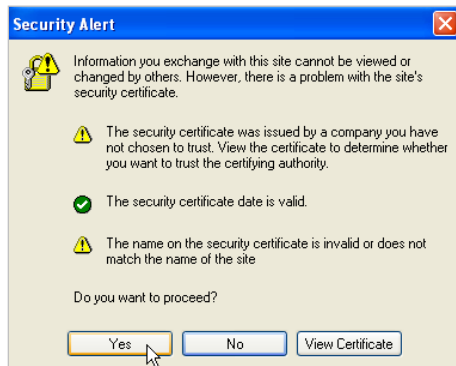 Security Alert
Information you exchange with this site cannot be viewed or
changed by others. However, there is a problem with the site's
security certificate.
The security certificate was issued by a company you have
not chosen to trust. View the certificate to determine whether
you want to trust the certifying authority.
The security certificate date is valid.
The name on the security certificate is invalid or does not
match the name of the site
Do you want to proceed?
Yes
No
View Certificate